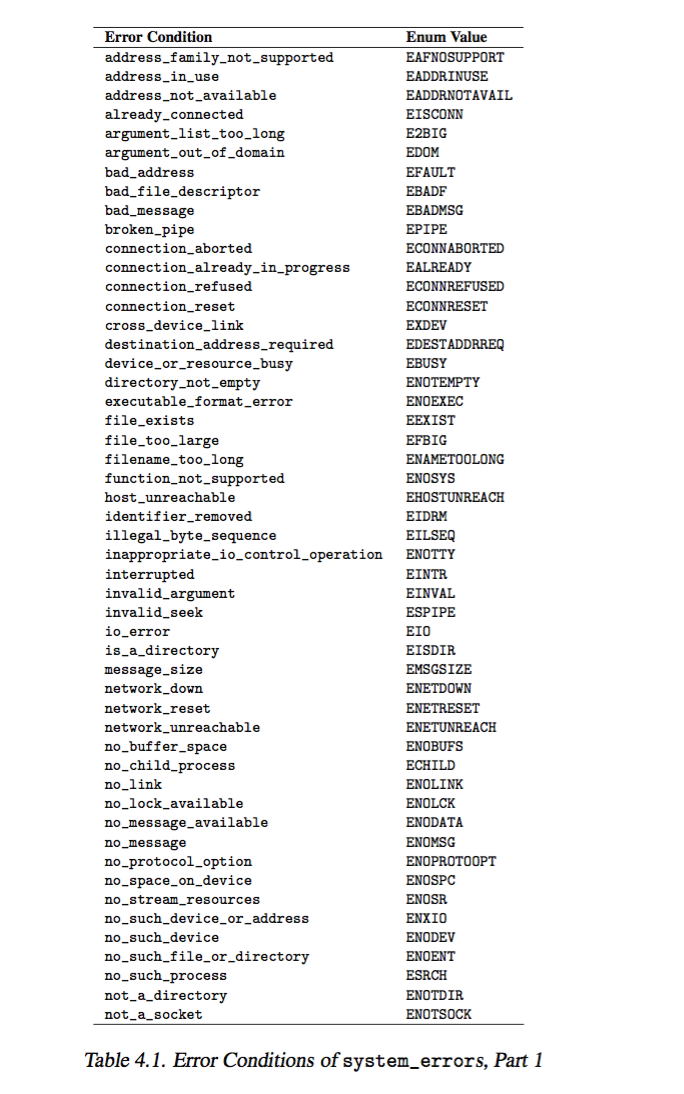 Error Condition Enum Value
address_family_not_supported EAFNOSUPPORT
address_in_use EADDRINUSE
address_not_available EADDRNOTAVAIL
already_connected EISCONN
argument_list_too_long E2BIG
argument_out_of_domain EDOM
bad_address EFAULT
bad_file_descriptor EBADF
bad_message EBADMSG
broken_pipe EPIPE
connection_aborted ECONNABORTED
connection_already_in_progress EALREADY
connection_refused ECONNREFUSED
connection_reset ECONNRESET
cross_device_link EXDEV
destination_address_required EDESTADDRREQ
device_or_resource_busy EBUSY
directory_not_empty ENOTEMPTY
executable_format_error ENOEXEC
file_exists EEXIST
file_too_large EFBIG
filename_too_long ENAMETOOLONG
function_not_supported ENOSYS
host_unreachable EHOSTUNREACH
identifier_removed EIDRM
illegal_byte_sequence EILSEQ
inappropriate_io_control_operation ENOTTY
interrupted EINTR
invalid_argument EINVAL
invalid_seek ESPIPE
io_error EIO
is_a_directory EISDIR
message_size EMSGSIZE
network_down ENETDOWN
network_reset ENETRESET
network_unreachable ENETUNREACH
no_buffer_space ENOBUFS
no_child_process ECHILD
no_link ENOLINK
no_lock_available ENOLCK
no_message_available ENODATA
no_message ENOMSG
no_protocol_option ENOPROTOOPT
no_space_on_device ENOSPC
no_stream_resources ENOSR
no_such_device_or_address ENXIO
no_such_device ENODEV
no_such_file_or_directory ENOENT
no_such_process ESRCH
not_a_directory ENOTDIR
not_a_socket ENOTSOCK
Table 4.1. Error Conditions of system_errors, Part 1